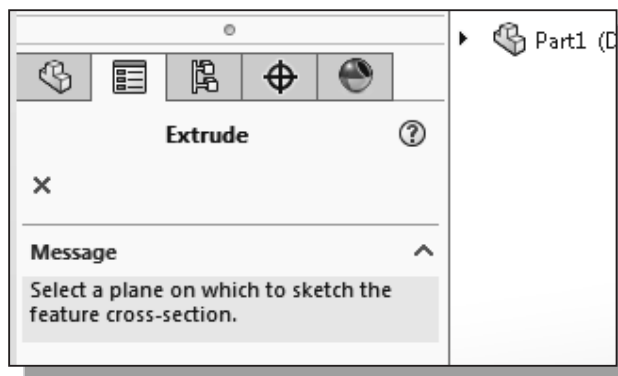 Part1 (D
Extrude
Message
Select a plane on which to sketch the
feature cross-section.